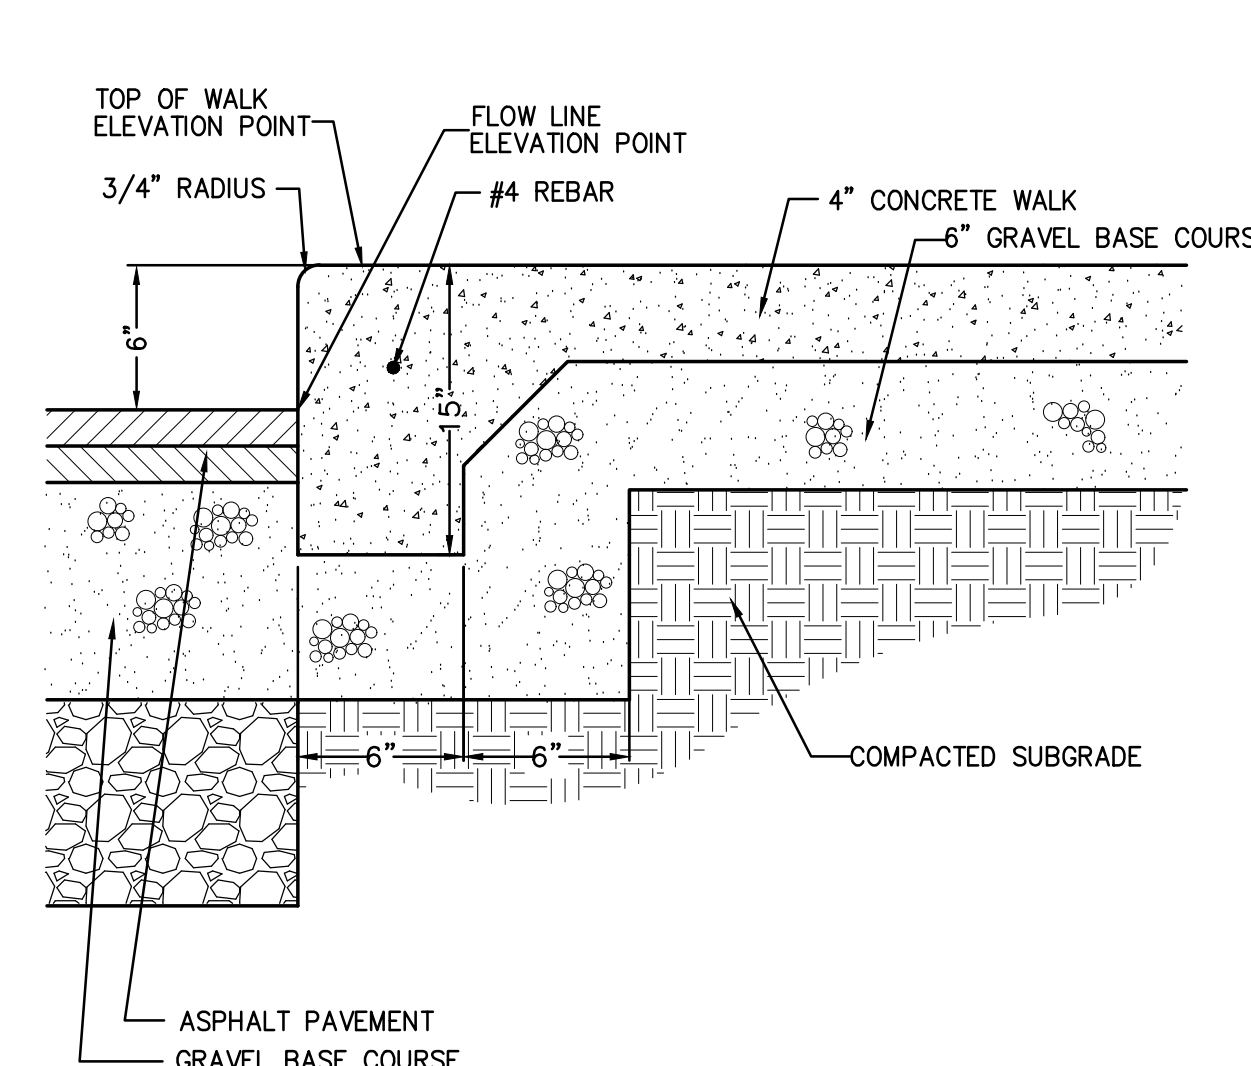 TOP OF WALK
ELEVATION POINT
FLOW LINE
ELEVATION POINT
3/4” RADIUS
#4 REBAR
4” CONCRETE WALK
6” GRAVEL BASE COURS
6”
15”
6”
6”
COMPACTED SUBGRADE
ASPHALT PAVEMENT
GRAVEL BASE COURSE